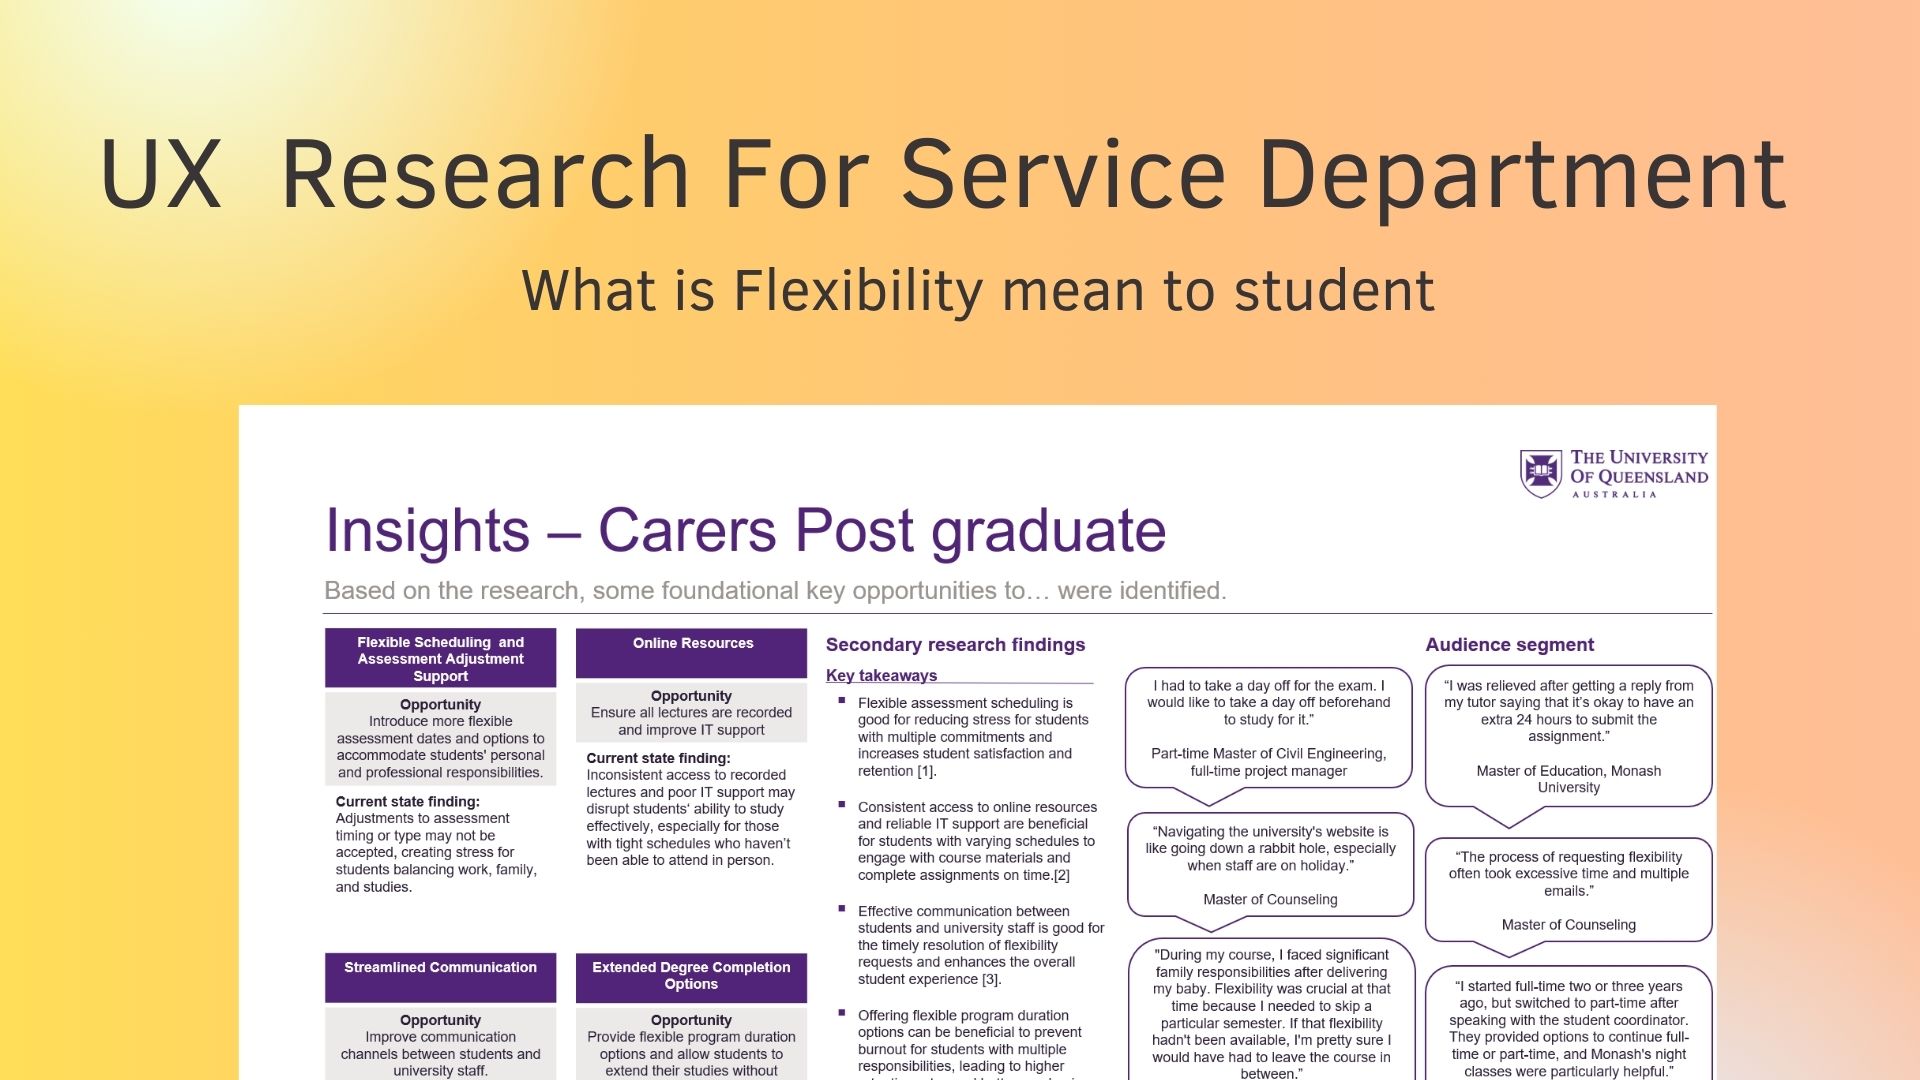 UX Research For Service Department
What is Flexibility mean to student
THE UNIVERSITY
OF QUEENSLAND
AUSTRALIA
Insights – Carers Post graduate
Based on the research, some foundational key opportunities to… were identified.
Flexible Scheduling and
Assessment Adjustment
Support
Opportunity
Introduce more flexible
assessment dates and options to
accommodate students' personal
and professional responsibilities.
Current state finding:
Adjustments to assessment
timing or type may not be
accepted, creating stress for
students balancing work, family,
and studies.
Online Resources
Opportunity
Ensure all lectures are recorded
and improve IT support
Current state finding:
Inconsistent access to recorded
lectures and poor IT support may
disrupt students‘ ability to study
effectively, especially for those
with tight schedules who haven’t
been able to attend in person.
Streamlined Communication
Opportunity
Improve communication
channels between students and
university staff.
Extended Degree Completion
Options
Opportunity
Provide flexible program duration
options and allow students to
extend their studies without
Secondary research findings
Key takeaways
▪ Flexible assessment scheduling is
good for reducing stress for students
with multiple commitments and
increases student satisfaction and
retention [1].
▪ Consistent access to online resources
and reliable IT support are beneficial
for students with varying schedules to
engage with course materials and
complete assignments on time.[2]
▪ Effective communication between
students and university staff is good for
the timely resolution of flexibility
requests and enhances the overall
student experience [3].
▪ Offering flexible program duration
options can be beneficial to prevent
burnout for students with multiple
responsibilities, leading to higher
I had to take a day off for the exam. I
would like to take a day off beforehand
to study for it.”
Part-time Master of Civil Engineering,
full-time project manager
“Navigating the university's website is
like going down a rabbit hole, especially
when staff are on holiday.”
Master of Counseling
"During my course, I faced significant
family responsibilities after delivering
my baby. Flexibility was crucial at that
time because I needed to skip a
particular semester. If that flexibility
hadn't been available, I'm pretty sure I
would have had to leave the course in
between.”
Audience segment
“I was relieved after getting a reply from
my tutor saying that it’s okay to have an
extra 24 hours to submit the
assignment.”
Master of Education, Monash
University
“The process of requesting flexibility
often took excessive time and multiple
emails.”
Master of Counseling
“I started full-time two or three years
ago, but switched to part-time after
speaking with the student coordinator.
They provided options to continue full-
time or part-time, and Monash's night
classes were particularly helpful.”